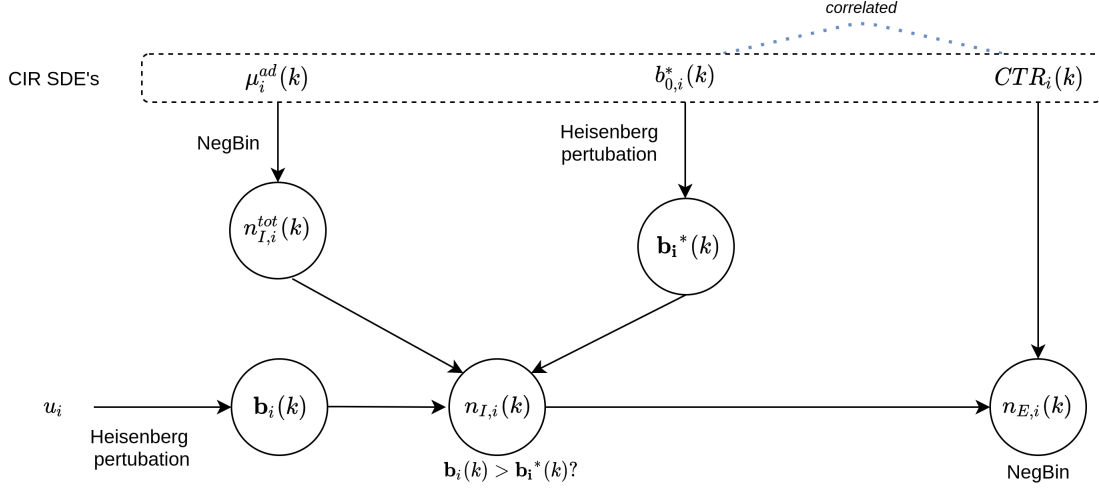 correlated
CIR SDE's
μ_i^{ad}(k)
b^*_{0,i}(k)
CTR_i(k)
NegBin
Heisenberg
pertubation
n^{tot}_{I,i}(k)
𝐛_𝐢^*(k)
u_i
𝐛_i(k)
n_{I,i}(k)
n_{E,i}(k)
Heisenberg
pertubation
𝐛_i(k) > 𝐛_𝐢^*(k)?
NegBin